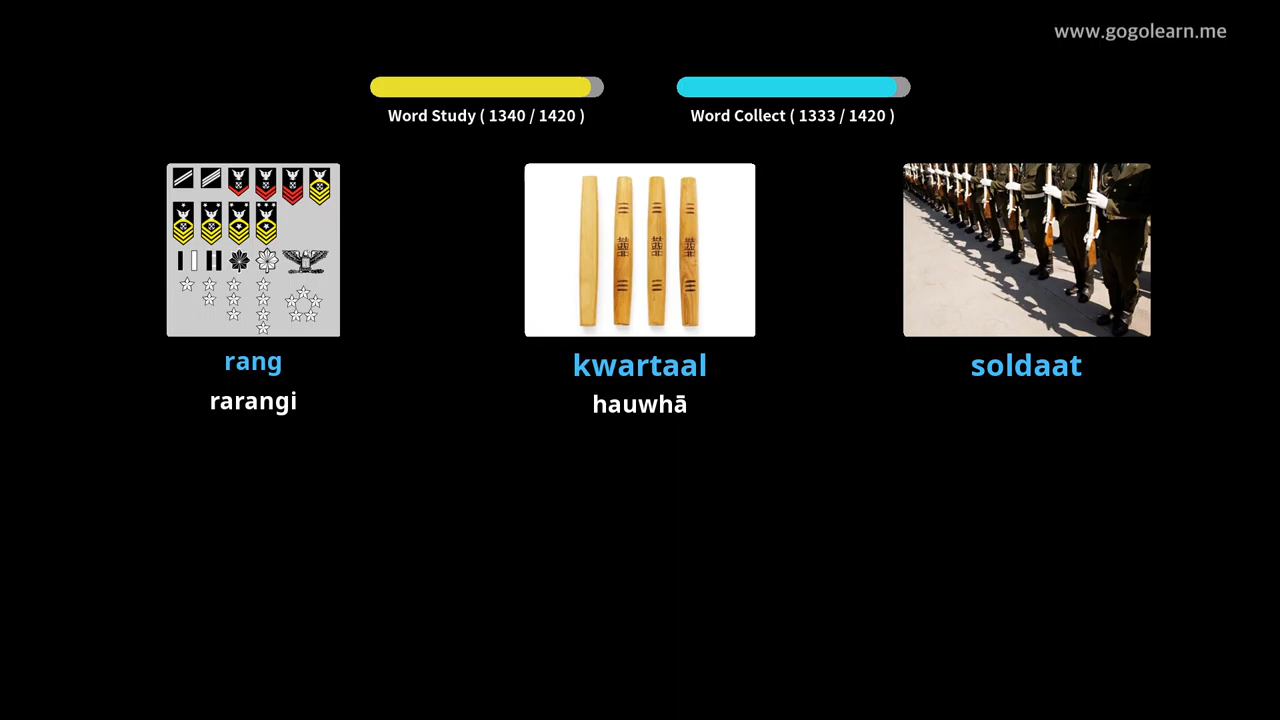 www.gogolearn.me
Word Study ( 1340 / 1420 )
Word Collect ( 1333 / 1420 )
rang
kwartaal
soldaat
rarangi
hauwhā